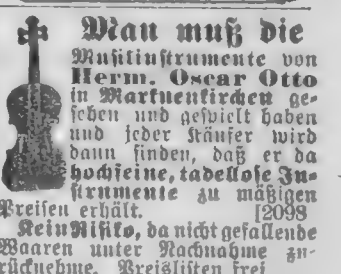 Man muß die
Musikinstrumente von
Herm. Oscar Otto
in Markneukirchen ge-
sehen und gespielt haben
und jeder Käufer wird
dann finden, daß er da
hochfeine, tadellose In-
strumente zu mäßigen
Preisen erhält. [2098
Kein Risiko, da nicht gefallende
Waaren unter Nachnahme zu-
rücknehme. Preislisten frei